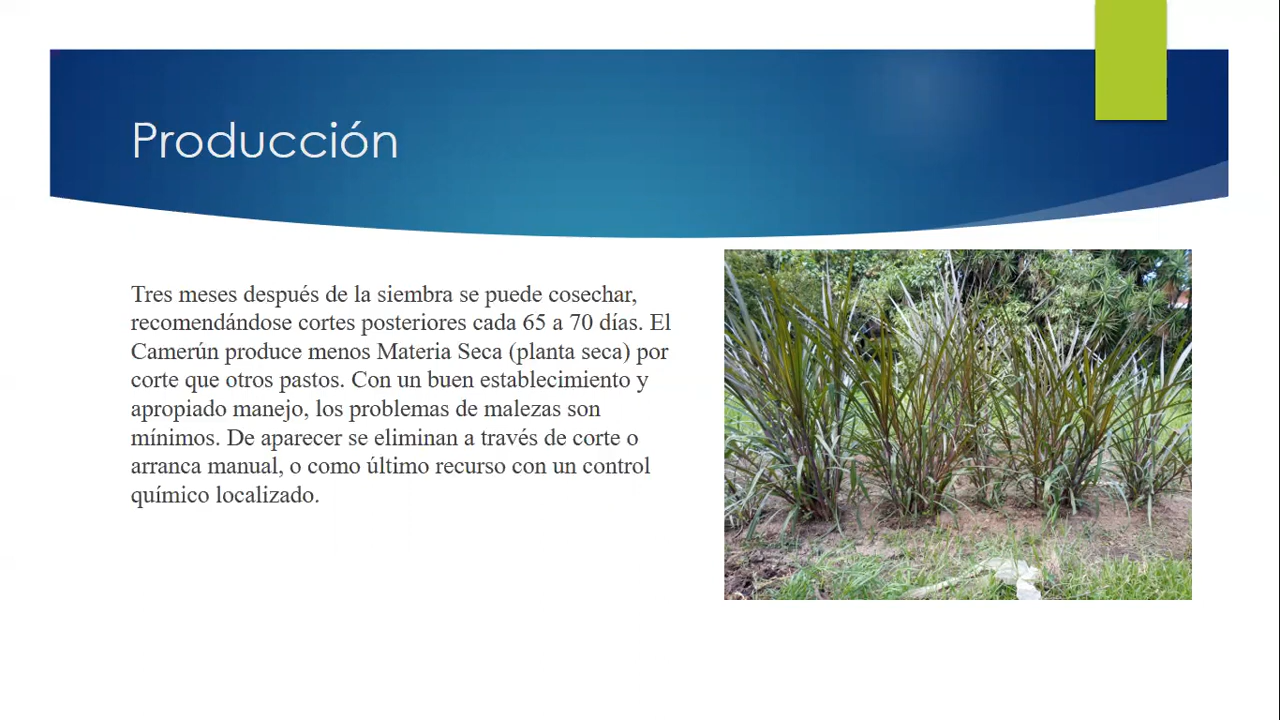 Producción
Tres meses después de la siembra se puede cosechar,
recomendándose cortes posteriores cada 65 a 70 días. El
Camerún produce menos Materia Seca (planta seca) por
corte que otros pastos. Con un buen establecimiento y
apropiado manejo, los problemas de malezas son
mínimos. De aparecer se eliminan a través de corte o
arranca manual, o como último recurso con un control
químico localizado.